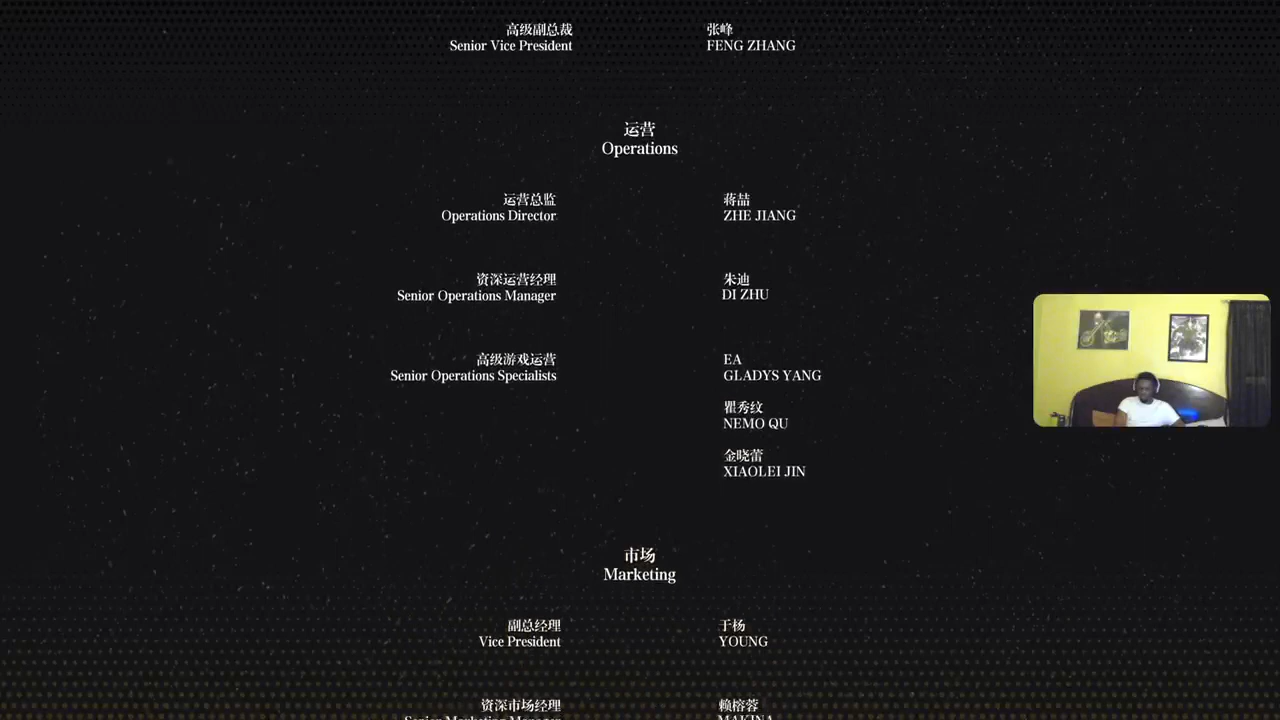 高级副总裁
Senior Vice President
张峰
FENG ZHANG
运营
Operations
运营总监
Operations Director
蒋喆
ZHE JIANG
资深运营经理
Senior Operations Manager
朱迪
DI ZHU
高级游戏运营
Senior Operations Specialists
EA
GLADYS YANG
瞿秀纹
NEMO QU
金晓蕾
XIAOLEI JIN
市场
Marketing
副总经理
Vice President
于杨
YOUNG
资深市场经理
Senior Marketing Manager
赖榕蓉
MAKINA